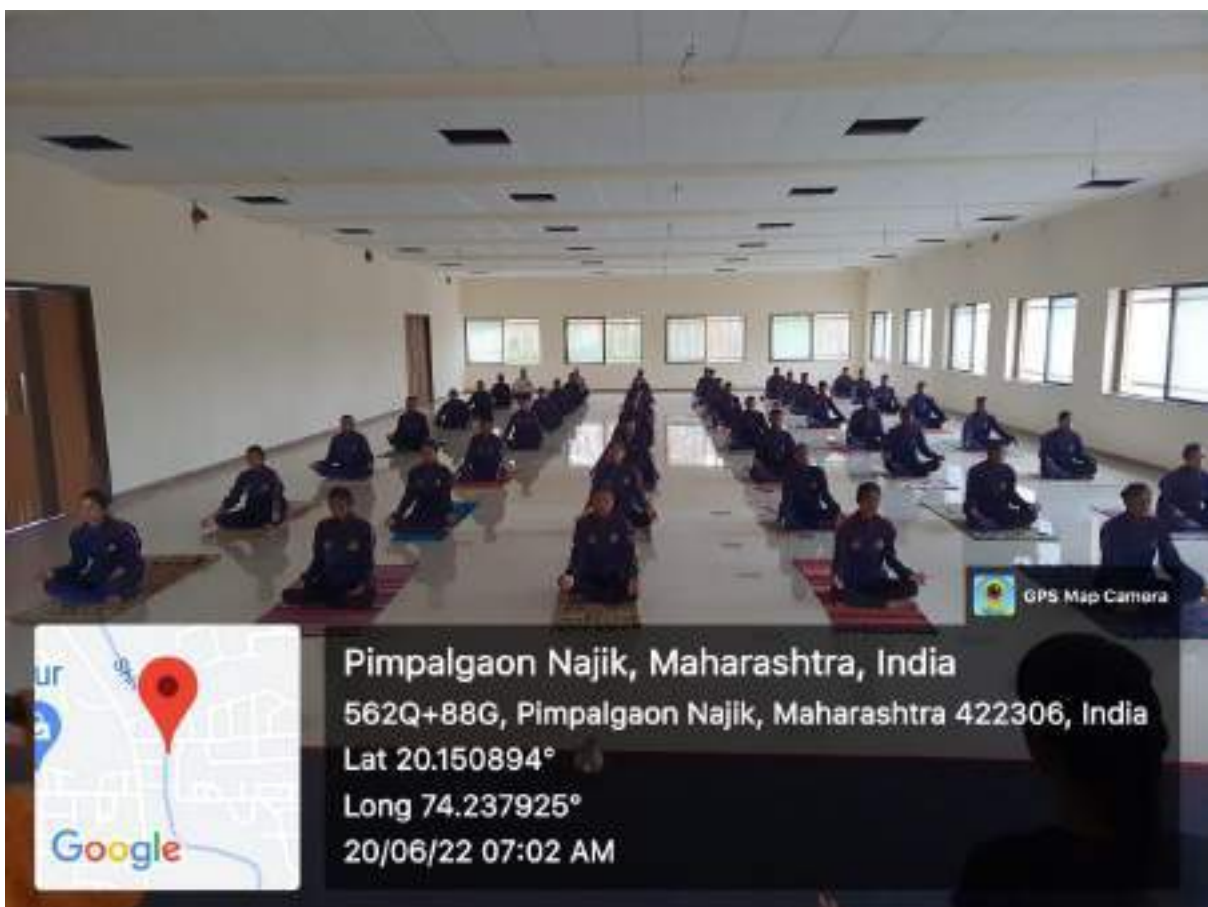 GPS Map Camera
Pimpalgaon Najik, Maharashtra, India
562Q+88G, Pimpalgaon Najik, Maharashtra 422306, India
Lat 20.150894°
Long 74.237925°
20/06/22 07:02 AM
ur
Google